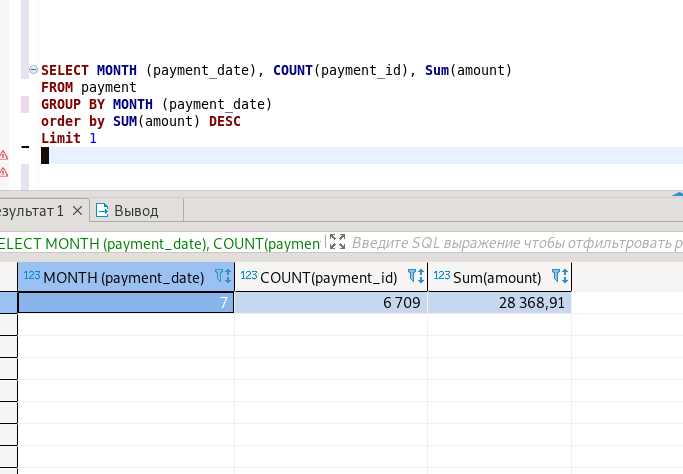 SELECT MONTH (payment_date), COUNT(payment_id), Sum(amount)
FROM payment
GROUP BY MONTH (payment_date)
order by SUM(amount) DESC
Limit 1
езультат 1 Вывод
ELECT MONTH (payment_date), COUNT(paymen Введите SQL выражение чтобы отфильтровать р
123 MONTH (payment_date) 123 COUNT(payment_id) 123 Sum(amount)
7 6 709 28 368,91